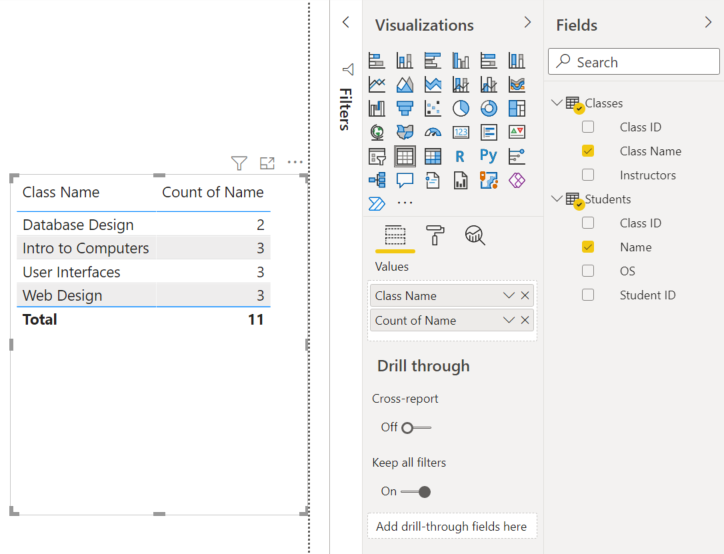 Class Name Count of Name
Database Design 2
Intro to Computers 3
User Interfaces 3
Web Design 3
Total 11
Filters
Visualizations
123
R
Py
Values
Class Name
Count of Name
Drill through
Cross-report
Off
Keep all filters
On
Add drill-through fields here
Fields
Search
Classes
Class ID
Class Name
Instructors
Students
Class ID
Name
OS
Student ID